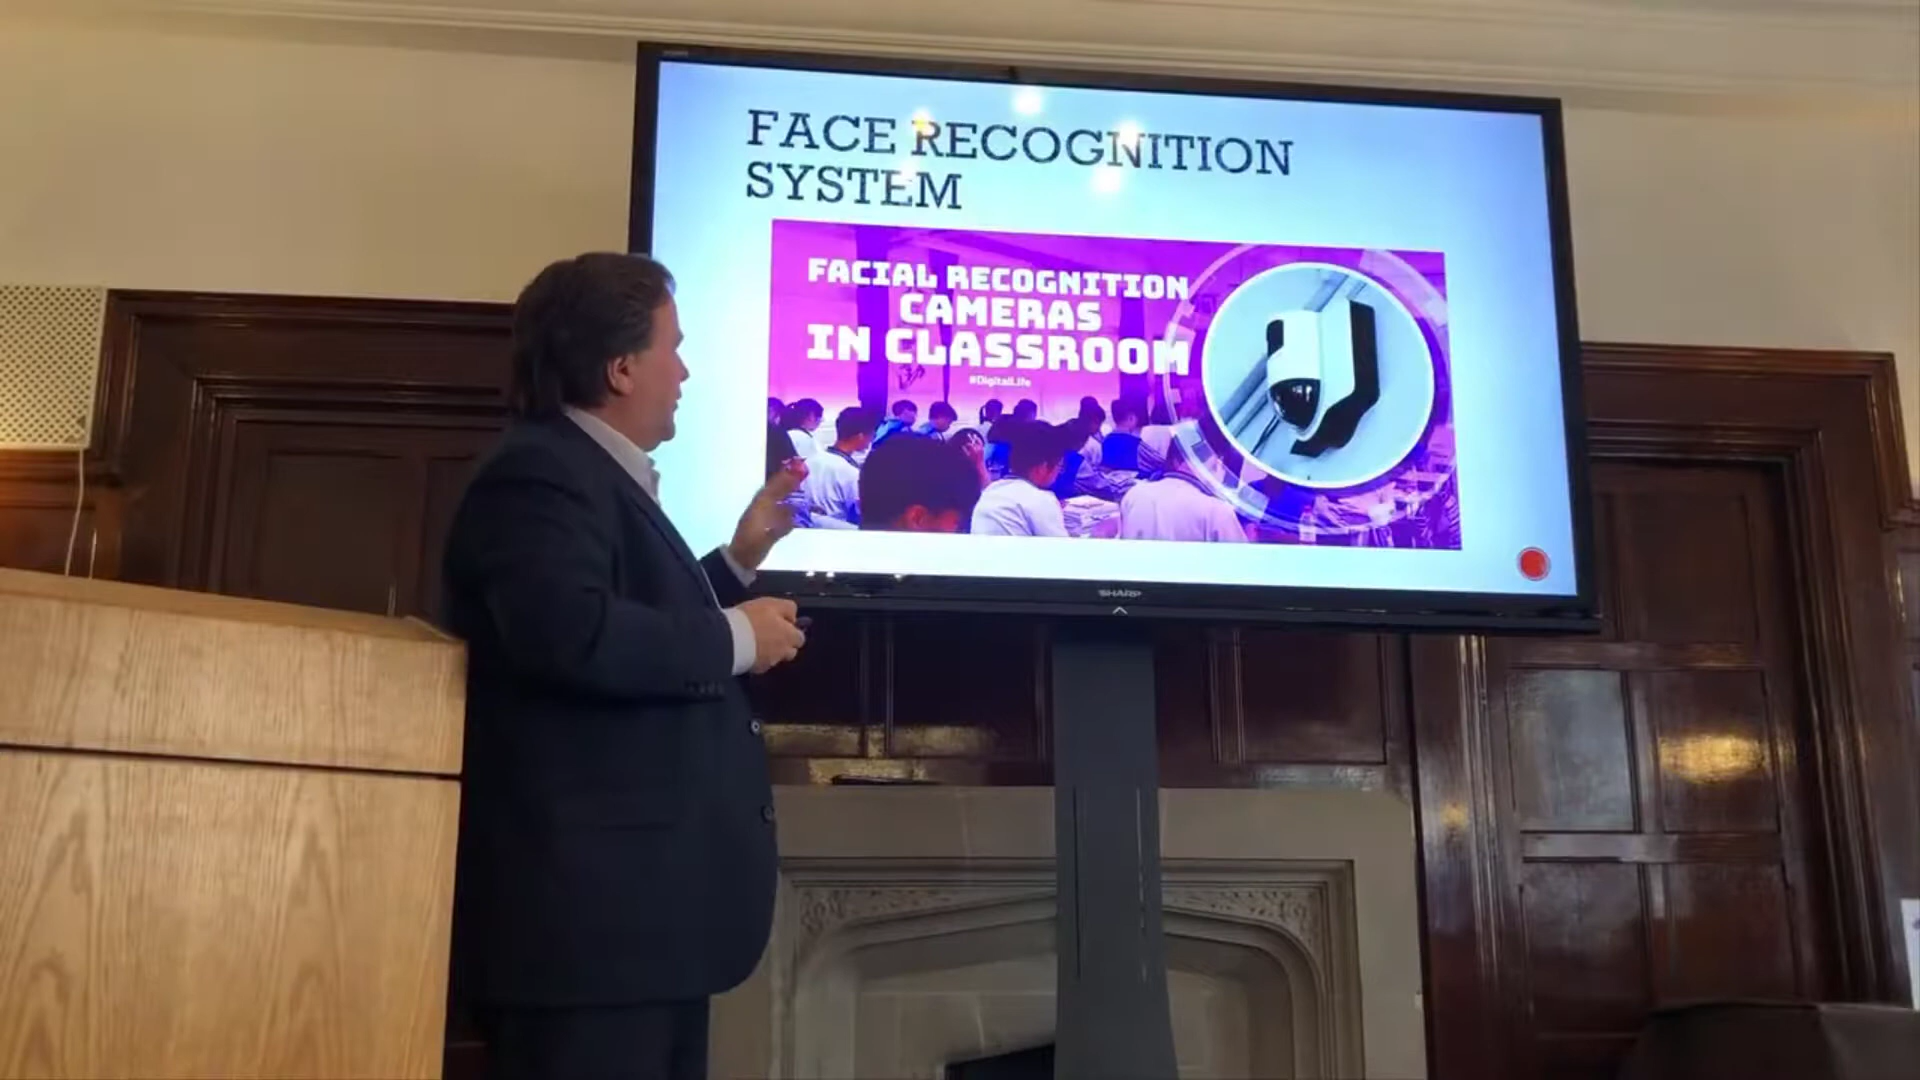 FACE RECOGNITION
SYSTEM
FACIAL RECOGNITION
CAMERAS
IN CLASSROOM
#DigitalLife
SHARP